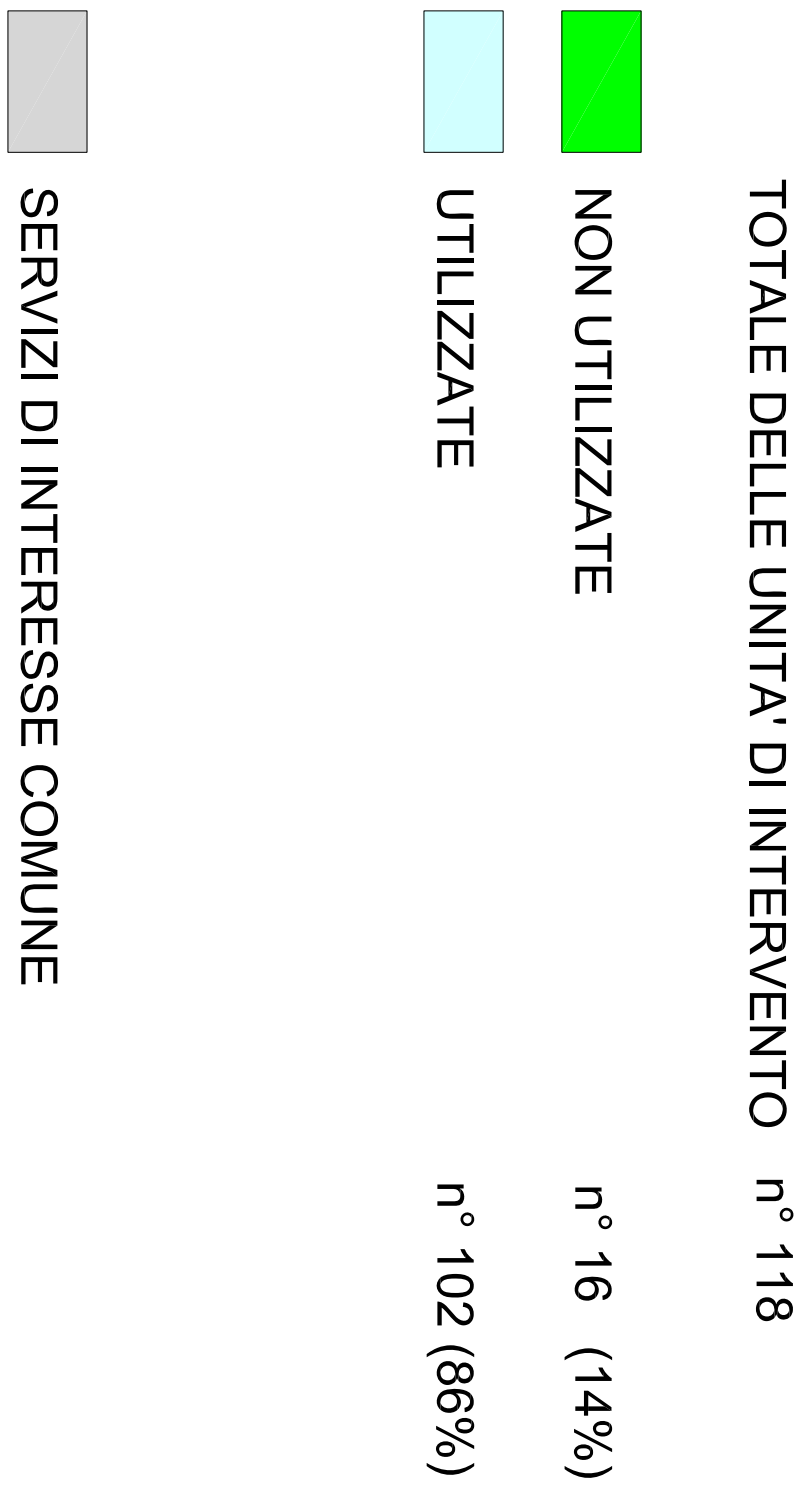 TOTALE DELLE UNITA' DI INTERVENTO n° 118
NON UTILIZZATE n° 16 (14%)
UTILIZZATE n° 102 (86%)
SERVIZI DI INTERESSE COMUNE